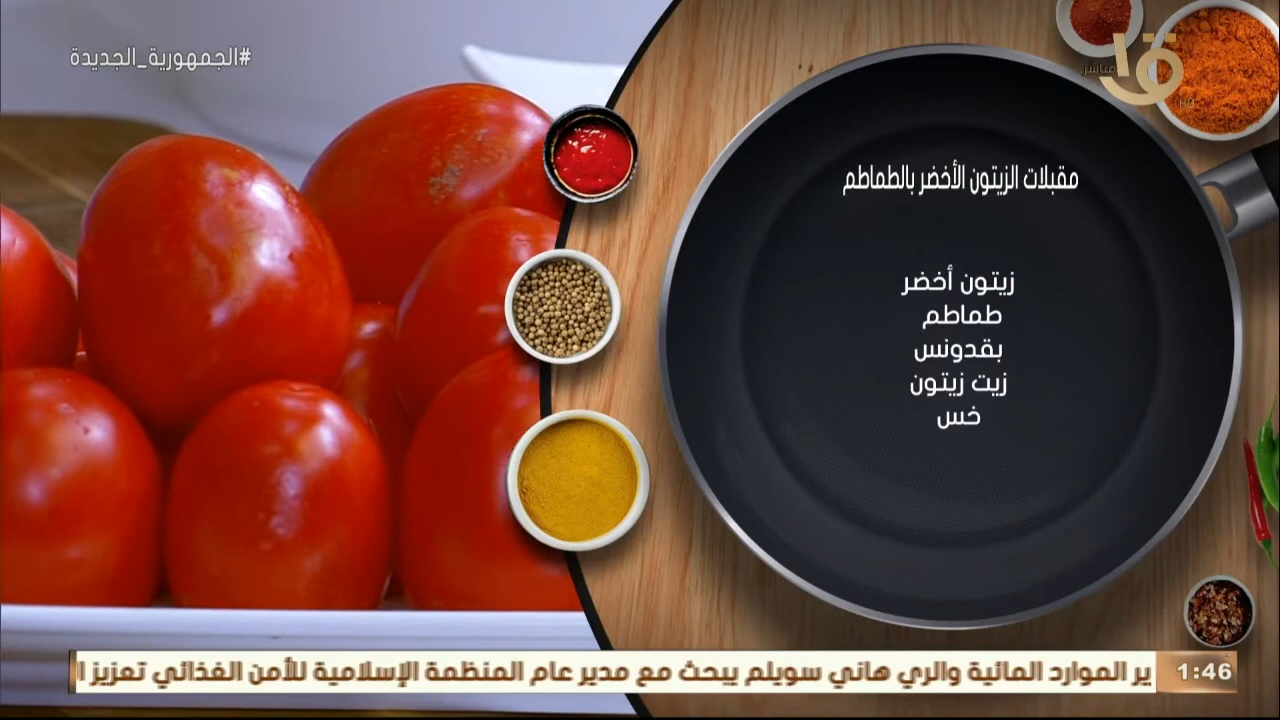 #الجمهورية_الجديدة
مباشر
HD
مقبلات الزيتون الأخضر بالطماطم
زيتون أخضر
طماطم
بقدونس
زيت زيتون
خس
ير الموارد المائية والري هاني سويلم يبحث مع مدير عام المنظمة الإسلامية للأمن الغذائي تعزيز ا
1:46